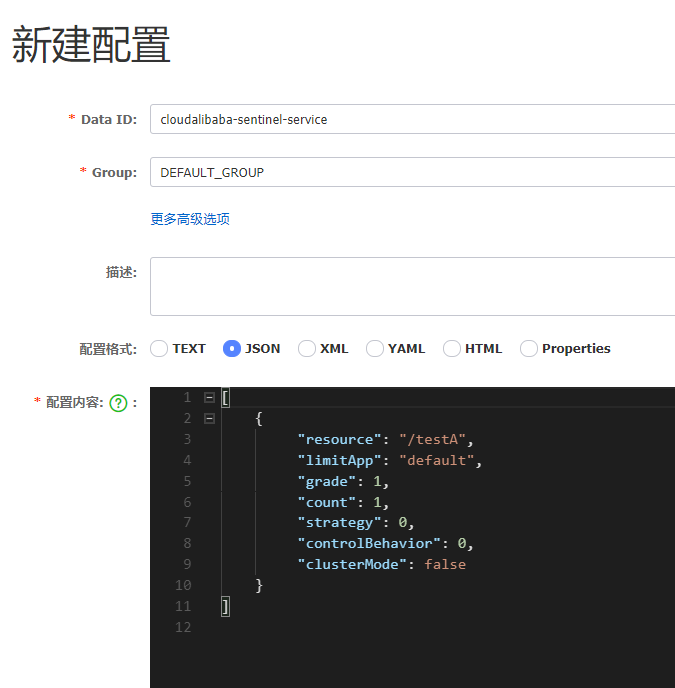 新建配置
* Data ID: cloudalibaba-sentinel-service
* Group: DEFAULT_GROUP
更多高级选项
描述:
配置格式: TEXT JSON XML YAML HTML Properties
* 配置内容: ? :
1 [
2 {
3 "resource": "/testA",
4 "limitApp": "default",
5 "grade": 1,
6 "count": 1,
7 "strategy": 0,
8 "controlBehavior": 0,
9 "clusterMode": false
10 }
11 ]
12